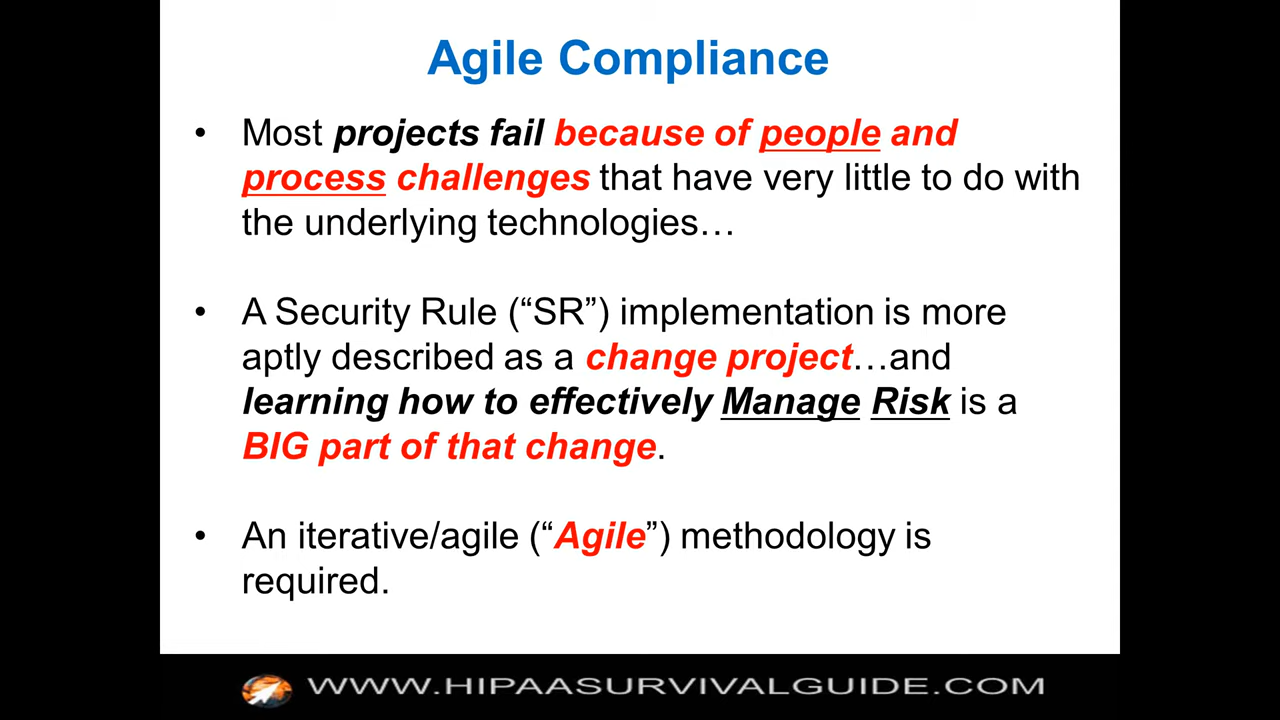 Agile Compliance
• Most projects fail because of people and
process challenges that have very little to do with
the underlying technologies…
• A Security Rule (“SR”) implementation is more
aptly described as a change project…and
learning how to effectively Manage Risk is a
BIG part of that change.
• An iterative/agile (“Agile”) methodology is
required.
WWW.HIPAASURVIVALGUIDE.COM